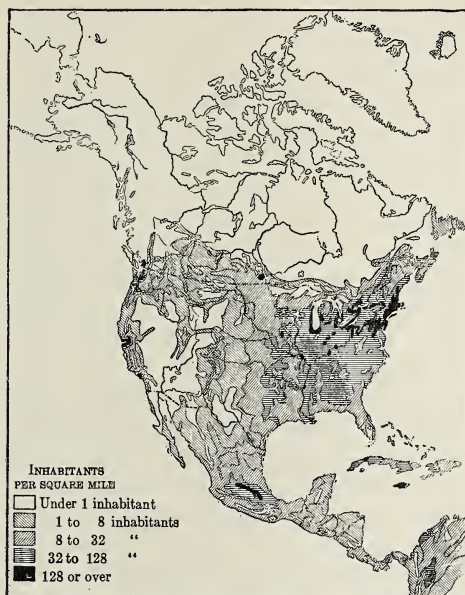 INHABITANTS
PER SQUARE MILE
Under 1 inhabitant
1 to 8 inhabitants
8 to 32 "
32 to 128 "
128 or over